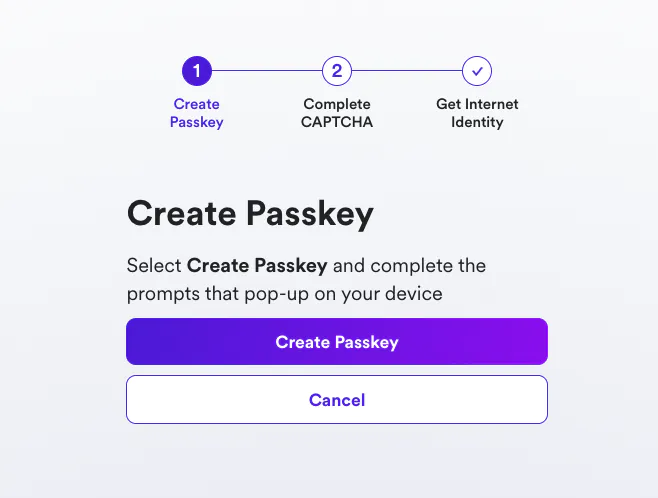 1
2
Create
Passkey
Complete
CAPTCHA
Get Internet
Identity
Create Passkey
Select Create Passkey and complete the
prompts that pop-up on your device
Create Passkey
Cancel